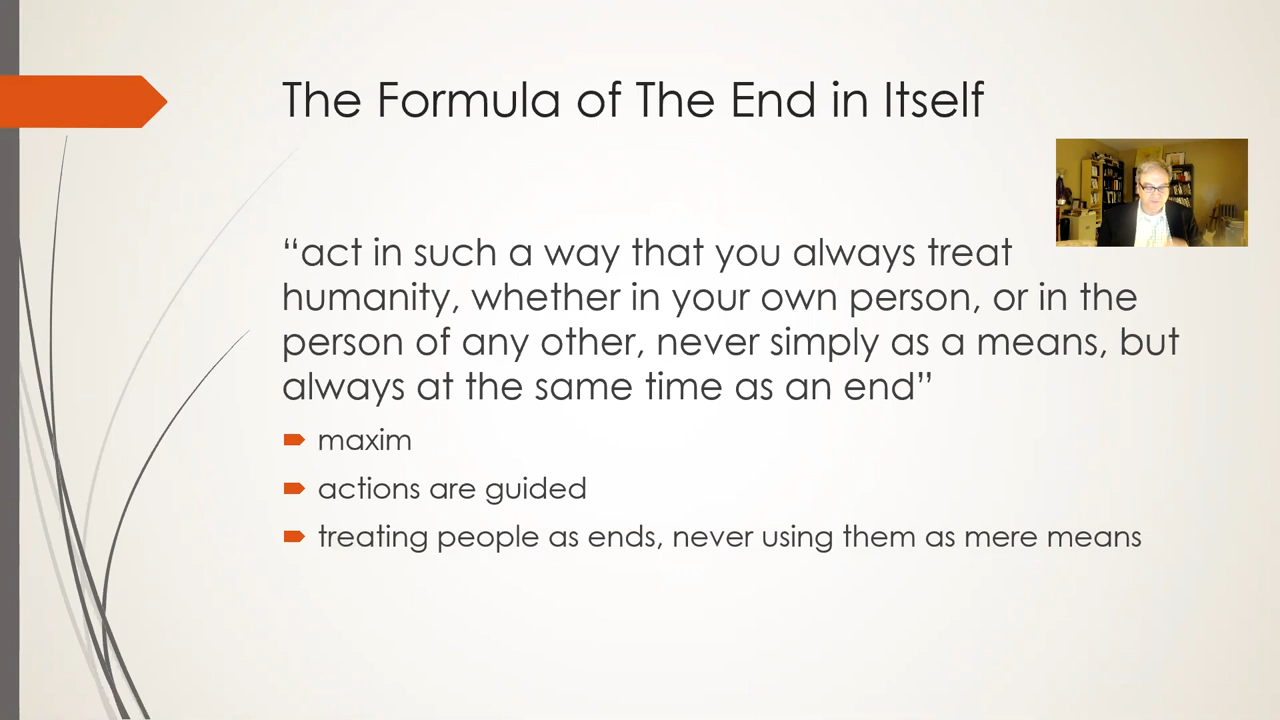 The Formula of The End in Itself
“act in such a way that you always treat
humanity, whether in your own person, or in the
person of any other, never simply as a means, but
always at the same time as an end”
maxim
actions are guided
treating people as ends, never using them as mere means